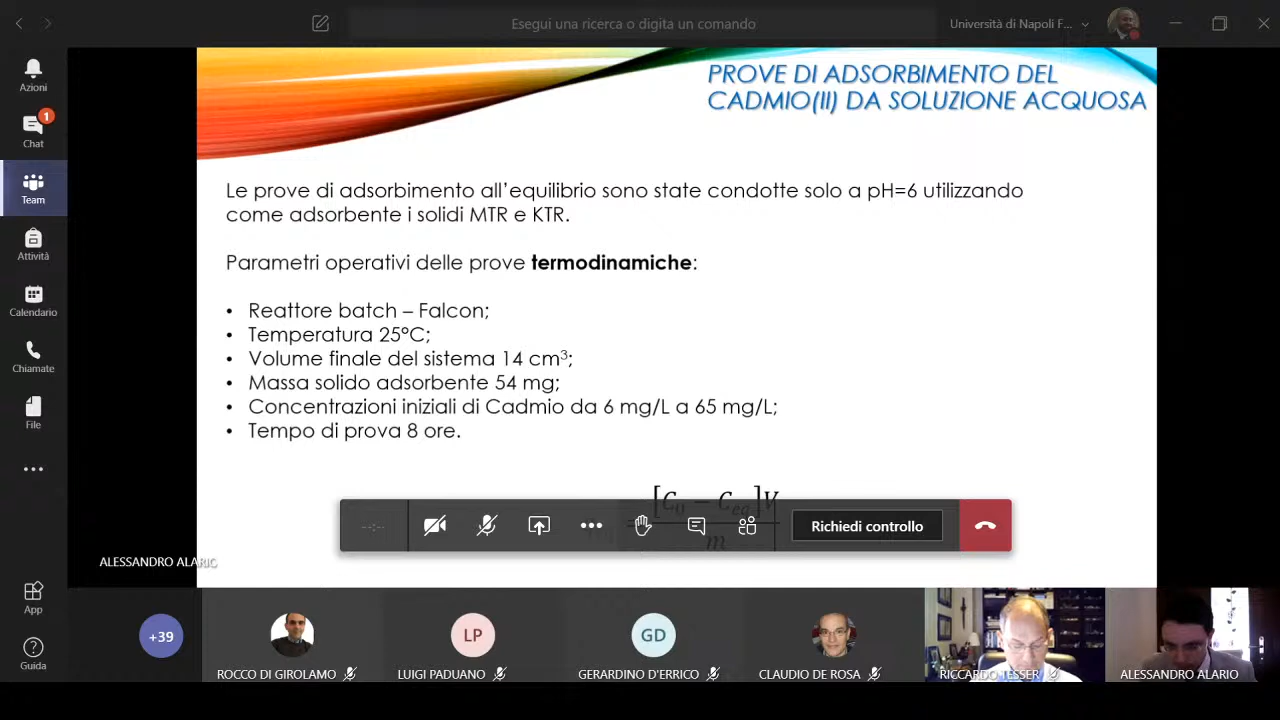 Esegui una ricerca o digita un comando
Università di Napoli F...
Azioni
1
Chat
Team
Attività
Calendario
Chiamate
File
App
Guida
PROVE DI ADSORBIMENTO DEL
CADMIO(II) DA SOLUZIONE ACQUOSA
Le prove di adsorbimento all'equilibrio sono state condotte solo a pH=6 utilizzando
come adsorbente i solidi MTR e KTR.
Parametri operativi delle prove termodinamiche:
• Reattore batch – Falcon;
• Temperatura 25°C;
• Volume finale del sistema 14 cm³;
• Massa solido adsorbente 54 mg;
• Concentrazioni iniziali di Cadmio da 6 mg/L a 65 mg/L;
• Tempo di prova 8 ore.
[C₀ − Cₑq]V
m
--:--
Richiedi controllo
ALESSANDRO ALARIO
+39
ROCCO DI GIROLAMO
LP
LUIGI PADUANO
GD
GERARDINO D'ERRICO
CLAUDIO DE ROSA
RICCARDO TESSER
ALESSANDRO ALARIO